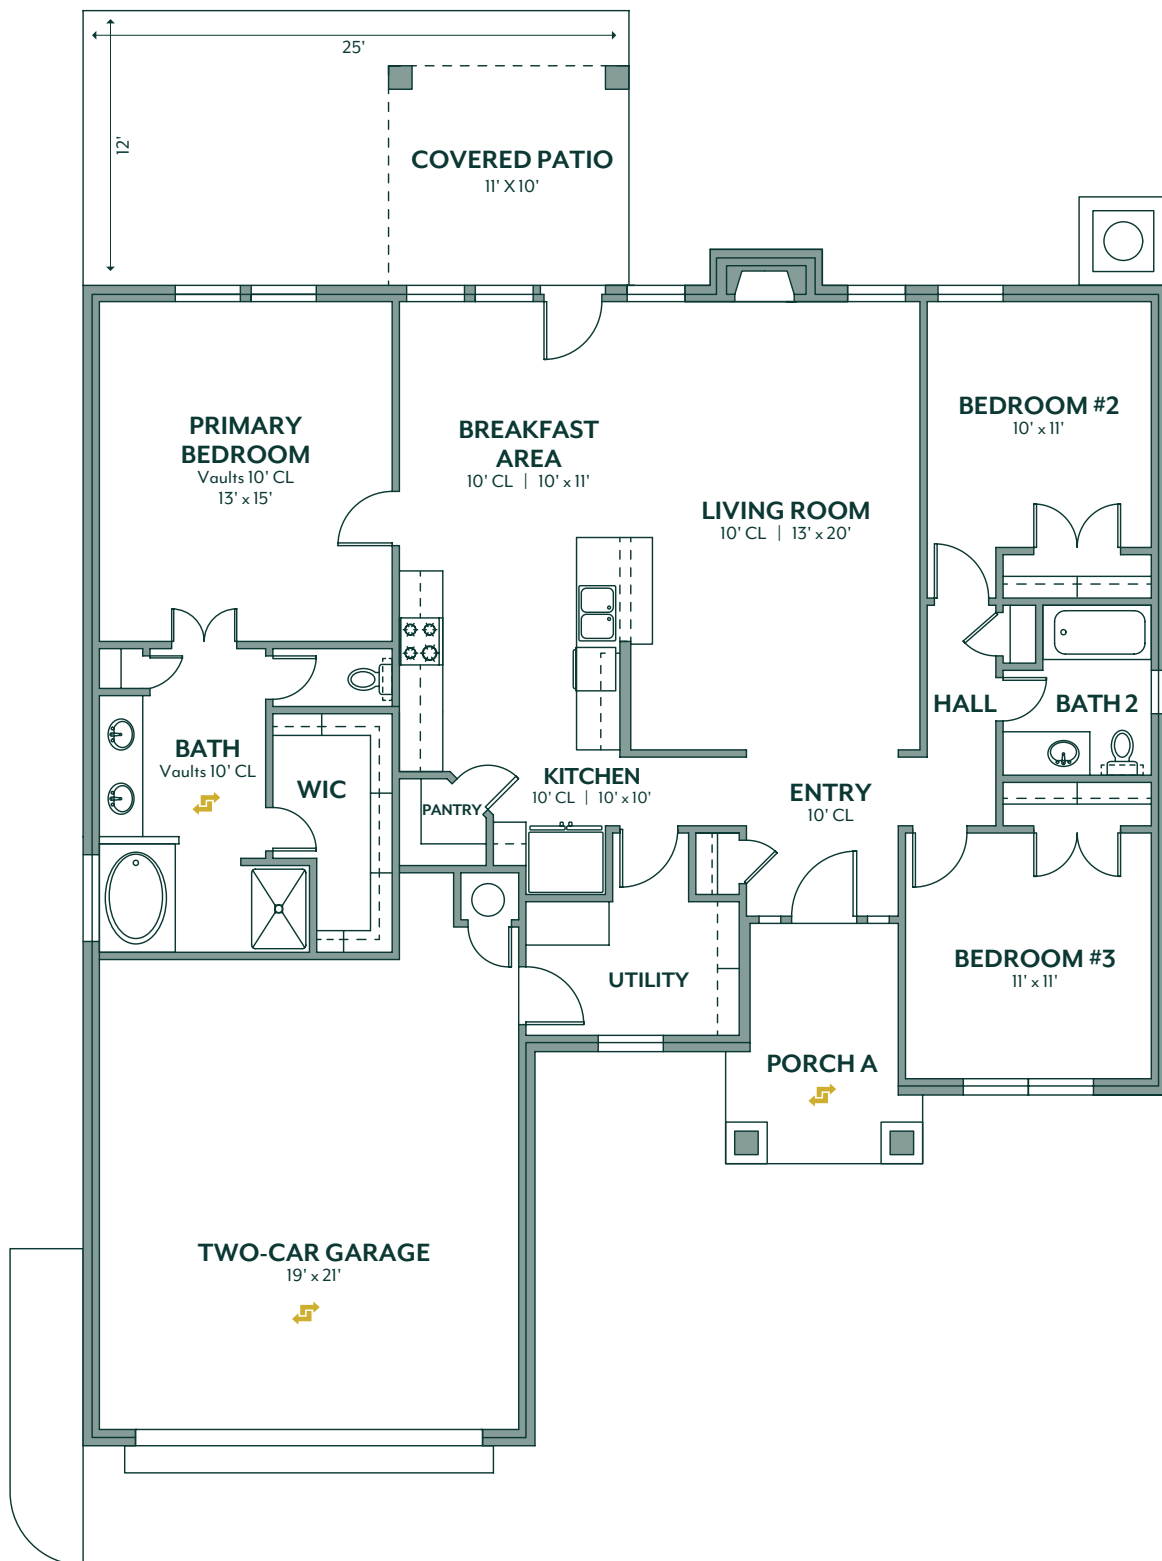 25'
12'
COVERED PATIO
11' X 10'
PRIMARY
BEDROOM
Vaults 10' CL
13' x 15'
BREAKFAST
AREA
10' CL | 10' x 11'
LIVING ROOM
10' CL | 13' x 20'
BEDROOM #2
10' x 11'
HALL
BATH 2
BATH
Vaults 10' CL
WIC
PANTRY
KITCHEN
10' CL | 10' x 10'
ENTRY
10' CL
UTILITY
BEDROOM #3
11' x 11'
PORCH A
TWO-CAR GARAGE
19' x 21'